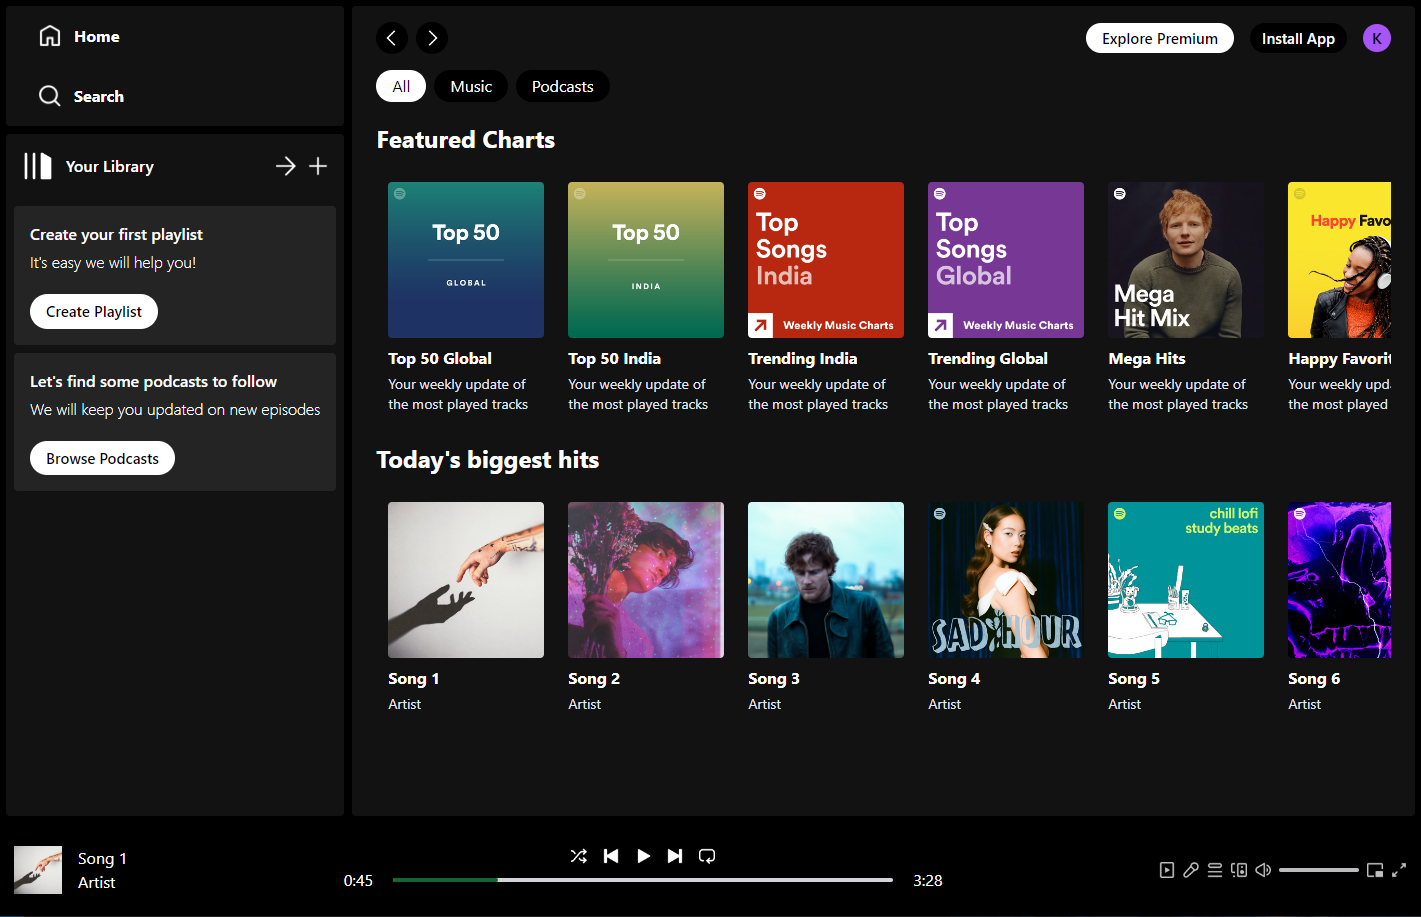 Home
Search
Your Library
Create your first playlist
It's easy we will help you!
Create Playlist
Let's find some podcasts to follow
We will keep you updated on new episodes
Browse Podcasts
Explore Premium
Install App
K
All
Music
Podcasts
Featured Charts
Top 50
GLOBAL
Top 50 Global
Your weekly update of
the most played tracks
Top 50
INDIA
Top 50 India
Your weekly update of
the most played tracks
Top
Songs
India
Weekly Music Charts
Trending India
Your weekly update of
the most played tracks
Top
Songs
Global
Weekly Music Charts
Trending Global
Your weekly update of
the most played tracks
Mega
Hit Mix
Mega Hits
Your weekly update of
the most played tracks
Happy Favo
Happy Favorit
Your weekly upd
the most played
Today's biggest hits
Song 1
Artist
Song 2
Artist
Song 3
Artist
SAD HOUR
Song 4
Artist
chill lofi
study beats
Song 5
Artist
Song 6
Artist
Song 1
Artist
0:45
3:28